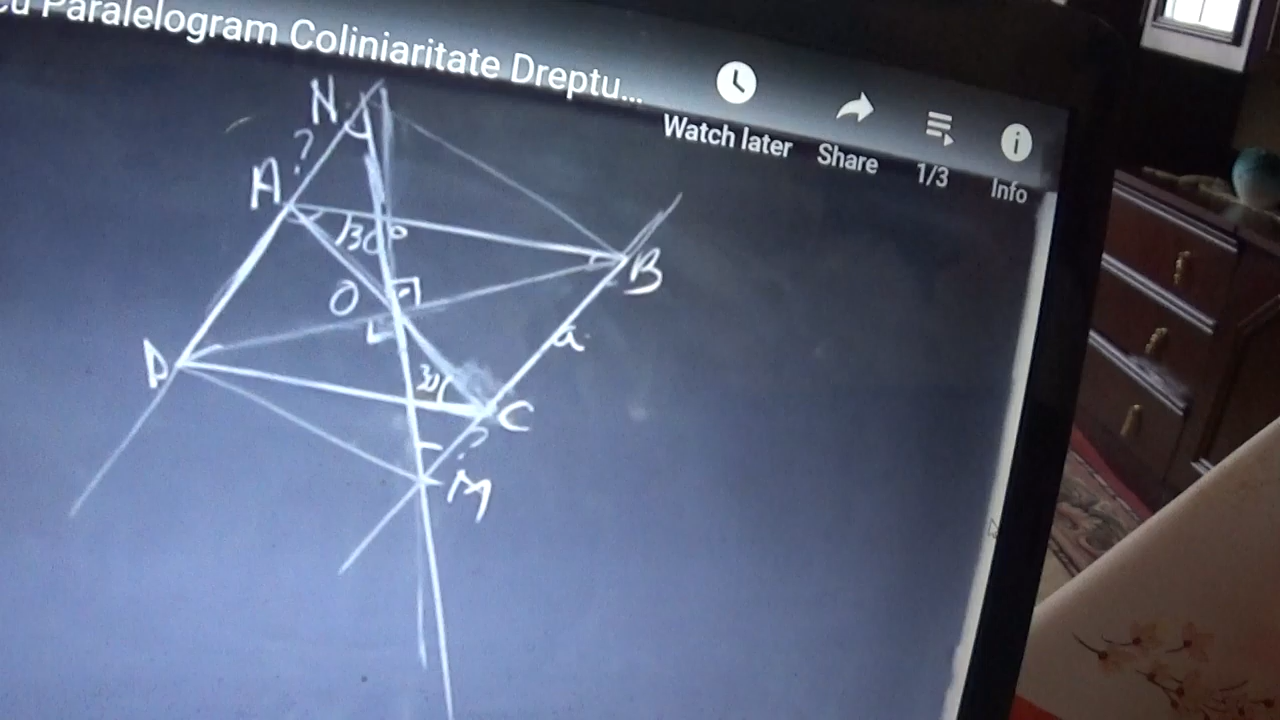 Paralelogram Coliniaritate Dreptu...
Watch later
Share
1/3
Info
N
?
A
130°
B
O
a
D
30
C
?
M